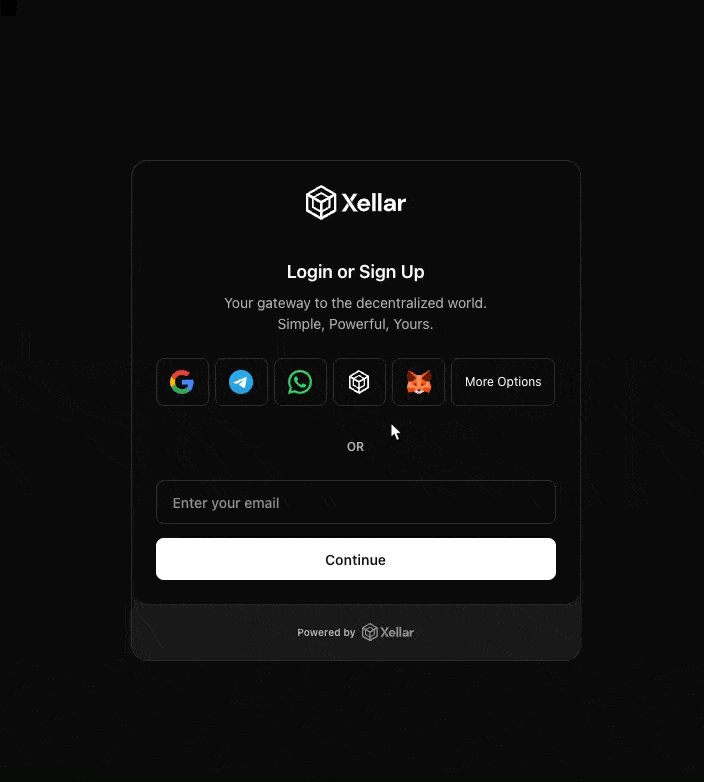 Xellar
Login or Sign Up
Your gateway to the decentralized world.
Simple, Powerful, Yours.
More Options
OR
Enter your email
Continue
Powered by Xellar